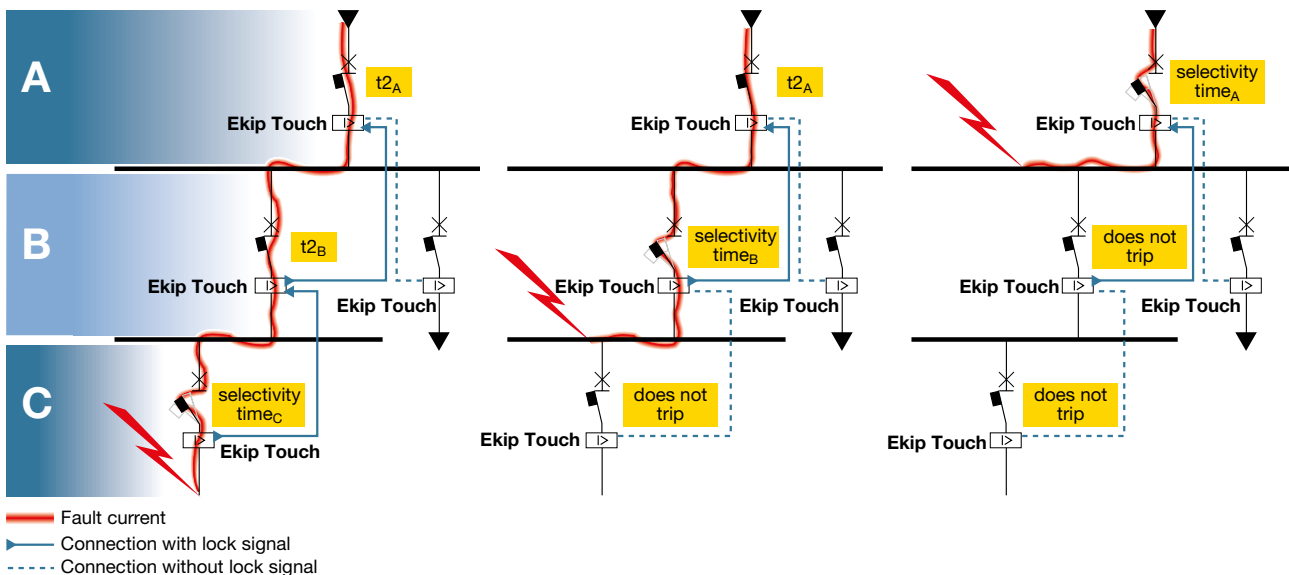 A
t2A
Ekip Touch
B
t2B
Ekip Touch
Ekip Touch
C
selectivity
timeC
Ekip Touch
t2A
Ekip Touch
selectivity
timeB
Ekip Touch
Ekip Touch
does not
trip
Ekip Touch
selectivity
timeA
Ekip Touch
does not
trip
Ekip Touch
Ekip Touch
does not
trip
Ekip Touch
Fault current
Connection with lock signal
Connection without lock signal